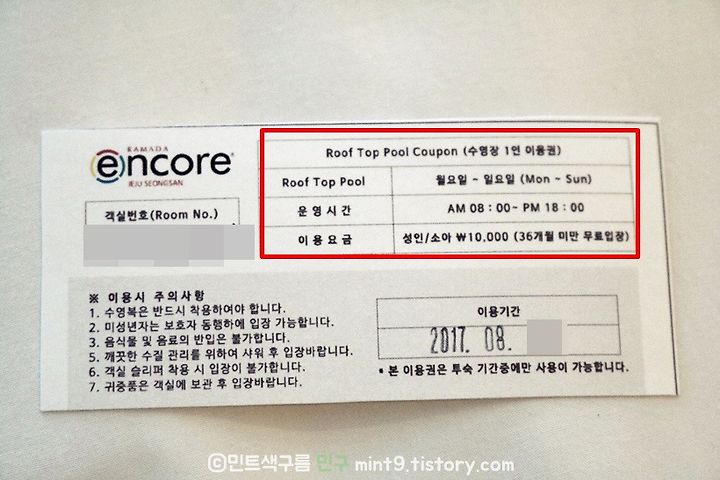 RAMADA
encore
JEJU SEONGSAN
객실번호(Room No.)
Roof Top Pool Coupon (수영장 1인 이용권)
Roof Top Pool 월요일 ~ 일요일 (Mon ~ Sun)
운영시간 AM 08 : 00~ PM 18 : 00
이용요금 성인/소아 ₩10,000 (36개월 미만 무료입장)
※ 이용시 주의사항
1. 수영복은 반드시 착용하여야 합니다.
2. 미성년자는 보호자 동행하에 입장 가능합니다.
3. 음식물 및 음료의 반입은 불가합니다.
5. 깨끗한 수질 관리를 위하여 샤워 후 입장바랍니다.
6. 객실 슬리퍼 착용 시 입장이 불가합니다.
7. 귀중품은 객실에 보관 후 입장바랍니다.
이용기간
2017. 08.
* 본 이용권은 투숙 기간중에만 사용이 가능합니다.
©민트색구름 민구 mint9.tistory.com